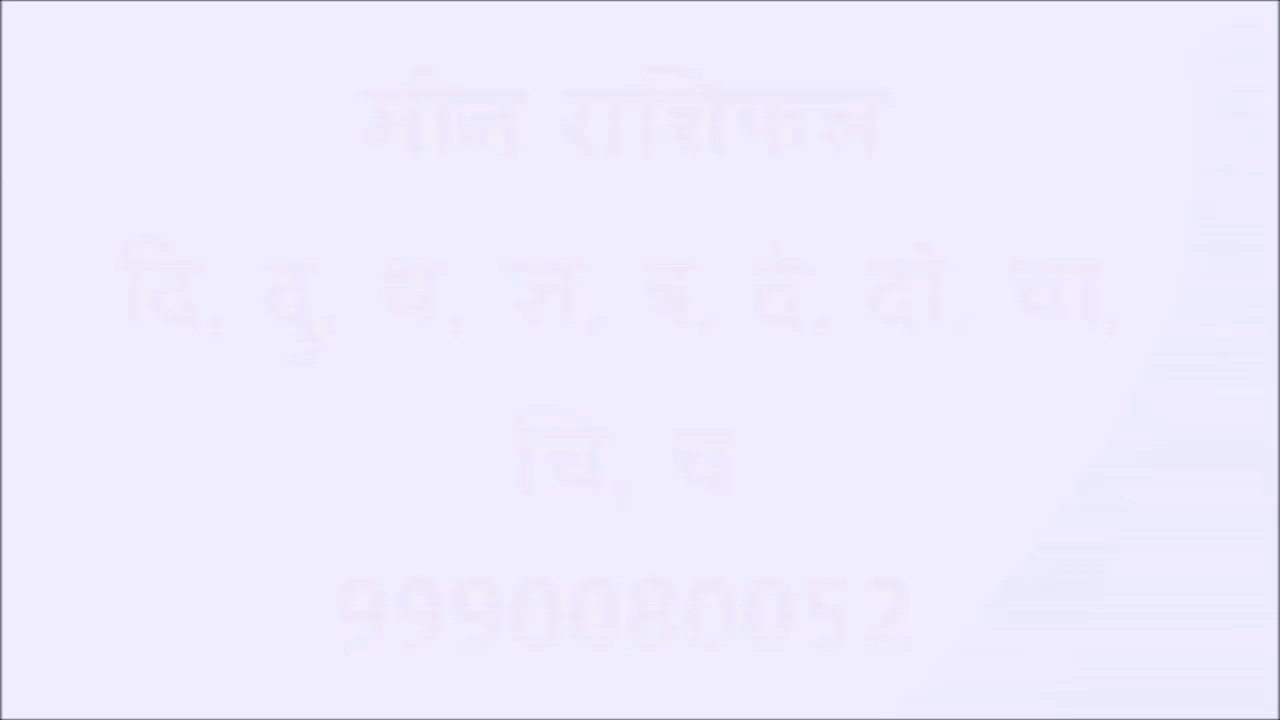 मीन राशिफल
दि, दु, थ, ज्ञ, त्र, दे, दो चा,
चि, च
9990080052